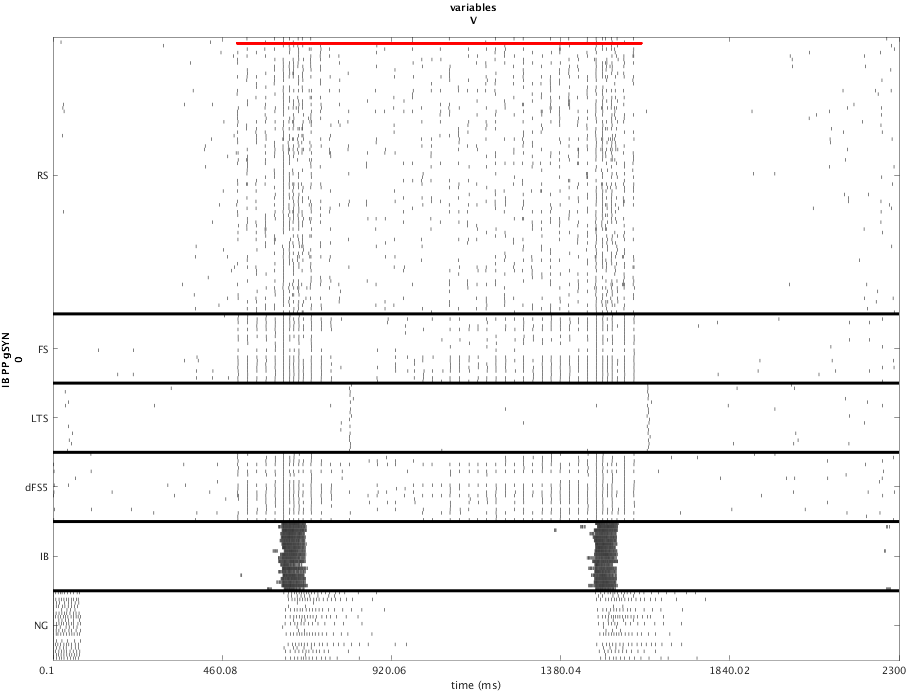 variables
V
RS
FS
LTS
dFS5
IB
NG
IB PP gSYN
0
0.1 460.08 920.06 1380.04 1840.02 2300
time (ms)